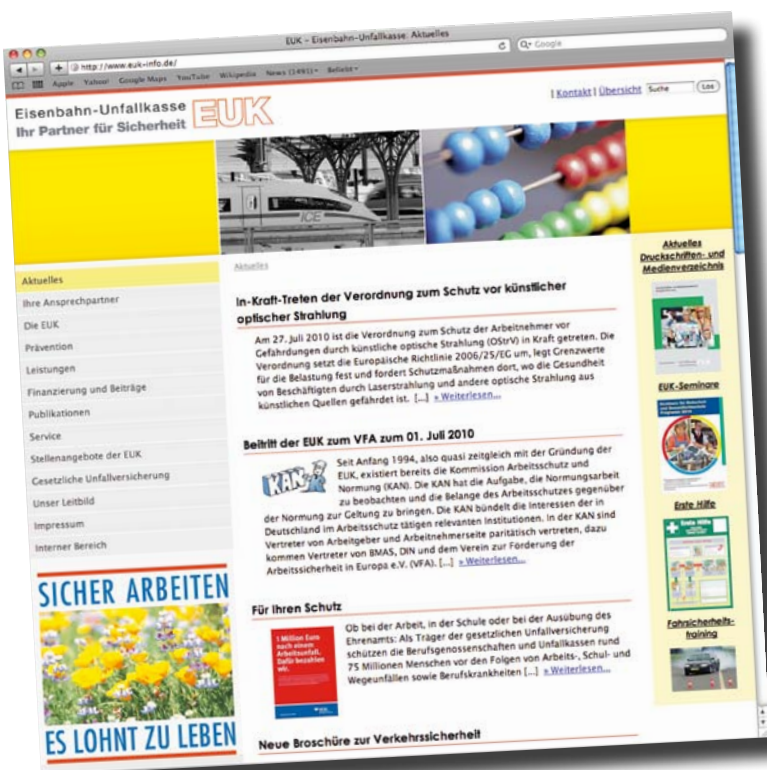 EUK – Eisenbahn-Unfallkasse: Aktuelles
http://www.euk-info.de/
Google
Apple Yahoo! Google Maps YouTube Wikipedia News (1491) Beliebt
Eisenbahn-Unfallkasse
Ihr Partner für Sicherheit
EUK
| Kontakt | Übersicht
Suche
Los
ICE
Aktuelles
Ihre Ansprechpartner
Die EUK
Prävention
Leistungen
Finanzierung und Beiträge
Publikationen
Service
Stellenangebote der EUK
Gesetzliche Unfallversicherung
Unser Leitbild
Impressum
Interner Bereich
SICHER ARBEITEN
ES LOHNT ZU LEBEN
Aktuelles
In-Kraft-Treten der Verordnung zum Schutz vor künstlicher
optischer Strahlung
Am 27. Juli 2010 ist die Verordnung zum Schutz der Arbeitnehmer vor
Gefährdungen durch künstliche optische Strahlung (OStrV) in Kraft getreten. Die
Verordnung setzt die Europäische Richtlinie 2006/25/EG um, legt Grenzwerte
für die Belastung fest und fordert Schutzmaßnahmen dort, wo die Gesundheit
von Beschäftigten durch Laserstrahlung und andere optische Strahlung aus
künstlichen Quellen gefährdet ist. [...] » Weiterlesen...
Beitritt der EUK zum VFA zum 01. Juli 2010
KAN
Seit Anfang 1994, also quasi zeitgleich mit der Gründung der
EUK, existiert bereits die Kommission Arbeitsschutz und
Normung (KAN). Die KAN hat die Aufgabe, die Normungsarbeit
zu beobachten und die Belange des Arbeitsschutzes gegenüber
der Normung zur Geltung zu bringen. Die KAN bündelt die Interessen der in
Deutschland im Arbeitsschutz tätigen relevanten Institutionen. In der KAN sind
Vertreter von Arbeitgeber und Arbeitnehmerseite paritätisch vertreten, dazu
kommen Vertreter von BMAS, DIN und dem Verein zur Förderung der
Arbeitssicherheit in Europa e.V. (VFA). [...] » Weiterlesen...
Für Ihren Schutz
1 Million Euro
nach einem
Arbeitsunfall.
Dafür bezahlen
wir.
Ob bei der Arbeit, in der Schule oder bei der Ausübung des
Ehrenamts: Als Träger der gesetzlichen Unfallversicherung
schützen die Berufsgenossenschaften und Unfallkassen rund
75 Millionen Menschen vor den Folgen von Arbeits-, Schul- und
Wegeunfällen sowie Berufskrankheiten [...] » Weiterlesen...
Neue Broschüre zur Verkehrssicherheit
Aktuelles
Druckschriften- und
Medienverzeichnis
EUK-Seminare
Erste Hilfe
Erste Hilfe
Fahrsicherheits-
training